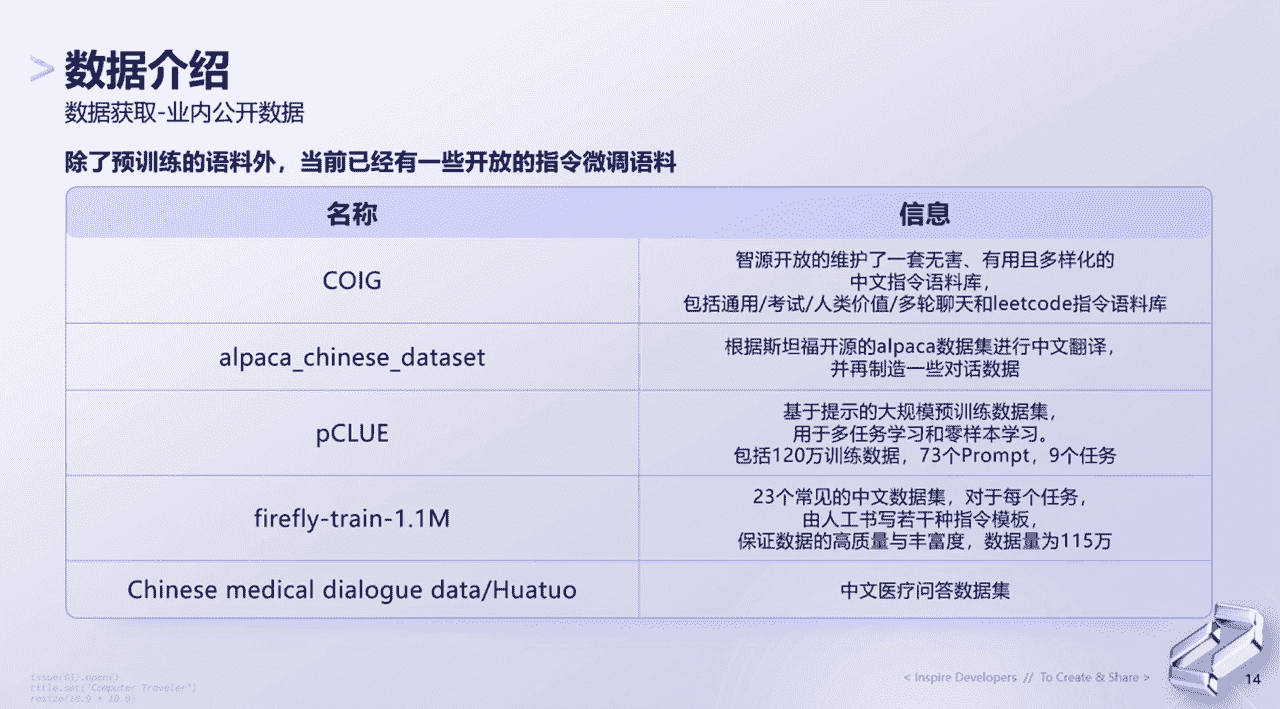 > 数据介绍
数据获取-业内公开数据
除了预训练的语料外，当前已经有一些开放的指令微调语料
名称
信息
COIG
智源开放的维护了一套无害、有用且多样化的
中文指令语料库，
包括通用/考试/人类价值/多轮聊天和leetcode指令语料库
alpaca_chinese_dataset
根据斯坦福开源的alpaca数据集进行中文翻译，
并再制造一些对话数据
pCLUE
基于提示的大规模预训练数据集，
用于多任务学习和零样本学习。
包括120万训练数据，73个Prompt，9个任务
firefly-train-1.1M
23个常见的中文数据集，对于每个任务，
由人工书写若干种指令模板，
保证数据的高质量与丰富度，数据量为115万
Chinese medical dialogue data/Huatuo
中文医疗问答数据集
issue(01).open()
title.set('Computer Traveler')
resize(10.9 * 10.9)
< Inspire Developers // To Create & Share >
14